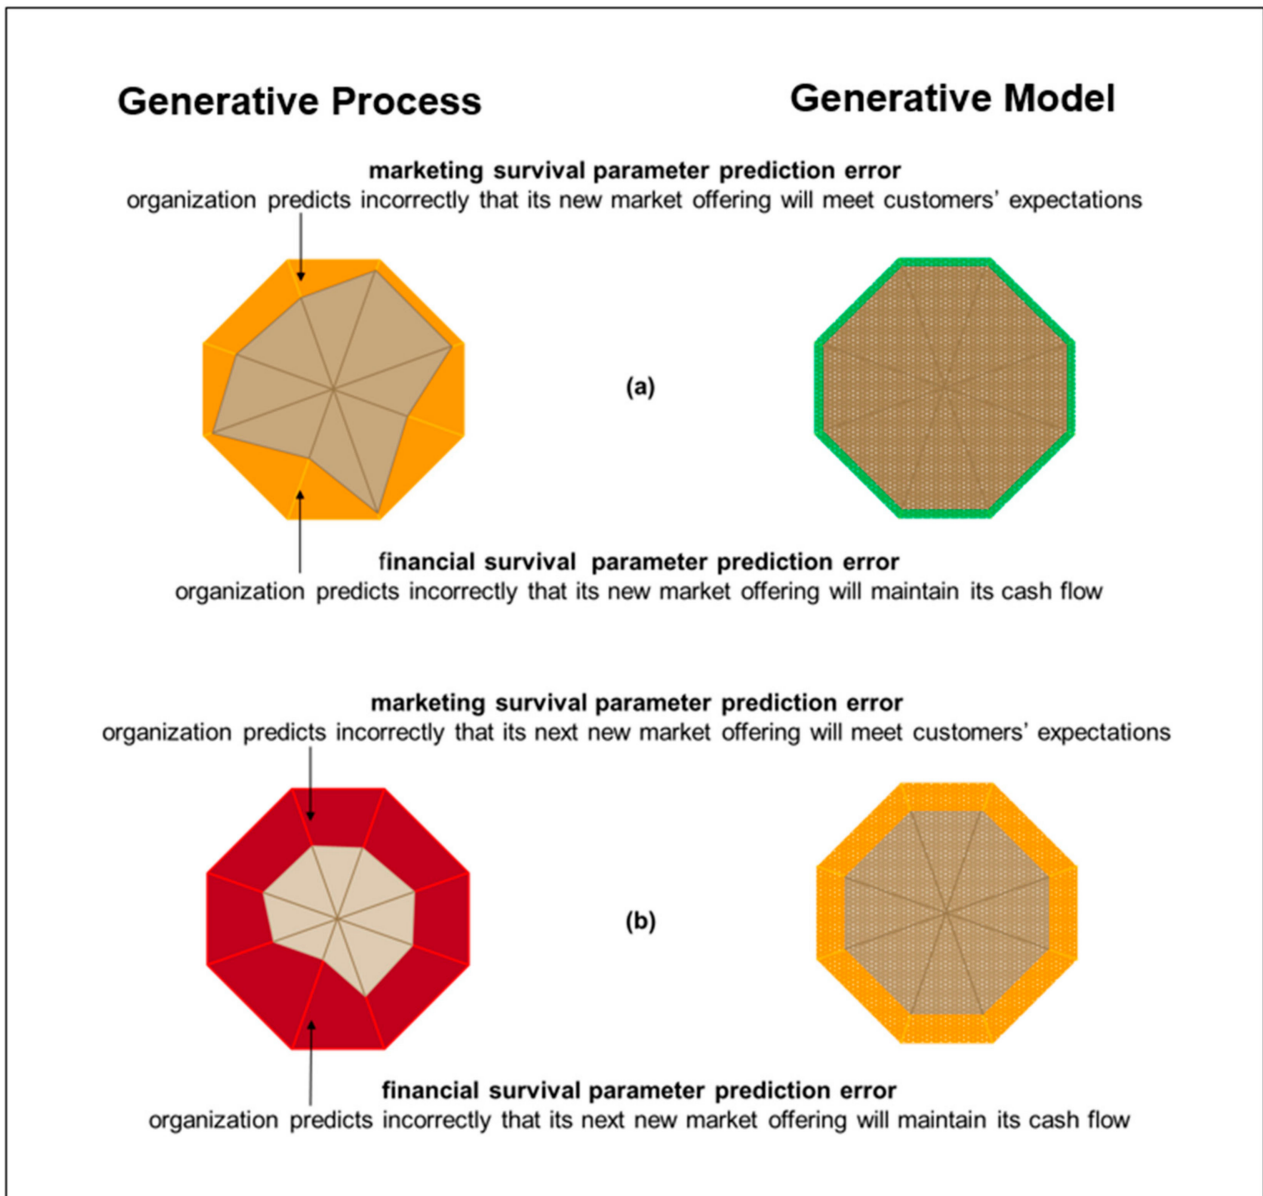 Generative Process
Generative Model
marketing survival parameter prediction error
organization predicts incorrectly that its new market offering will meet customers’ expectations
(a)
financial survival parameter prediction error
organization predicts incorrectly that its new market offering will maintain its cash flow
marketing survival parameter prediction error
organization predicts incorrectly that its next new market offering will meet customers’ expectations
(b)
financial survival parameter prediction error
organization predicts incorrectly that its next new market offering will maintain its cash flow